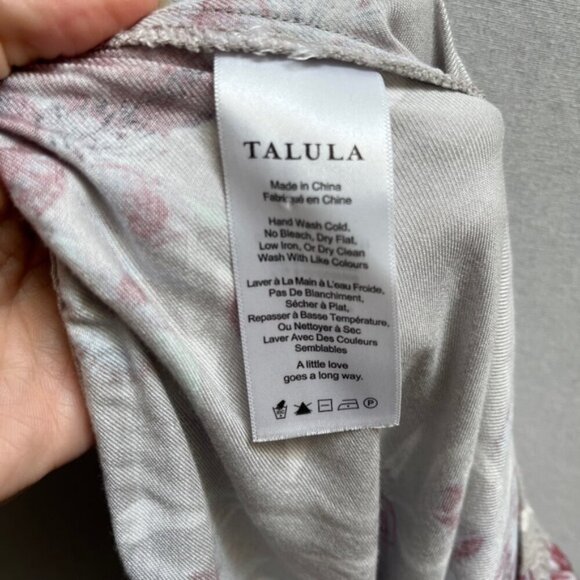 TALULA
Made in China
Fabriqué en Chine
Hand Wash Cold,
No Bleach, Dry Flat,
Low Iron, Or Dry Clean
Wash With Like Colours
Laver à La Main à L'eau Froide,
Pas De Blanchiment,
Sécher à Plat,
Repasser à Basse Température,
Ou Nettoyer à Sec
Laver Avec Des Couleurs
Semblables
A little love
goes a long way.
P